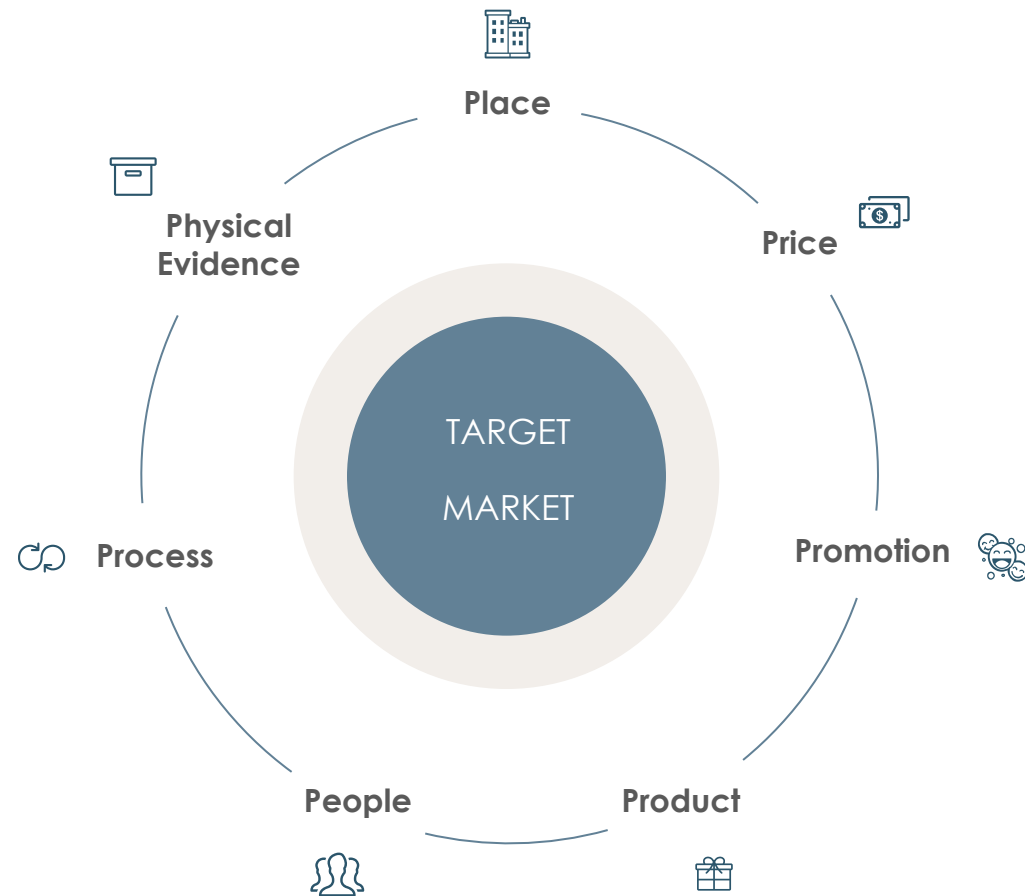 Place
Physical
Evidence
Price
TARGET
MARKET
Process
Promotion
People
Product